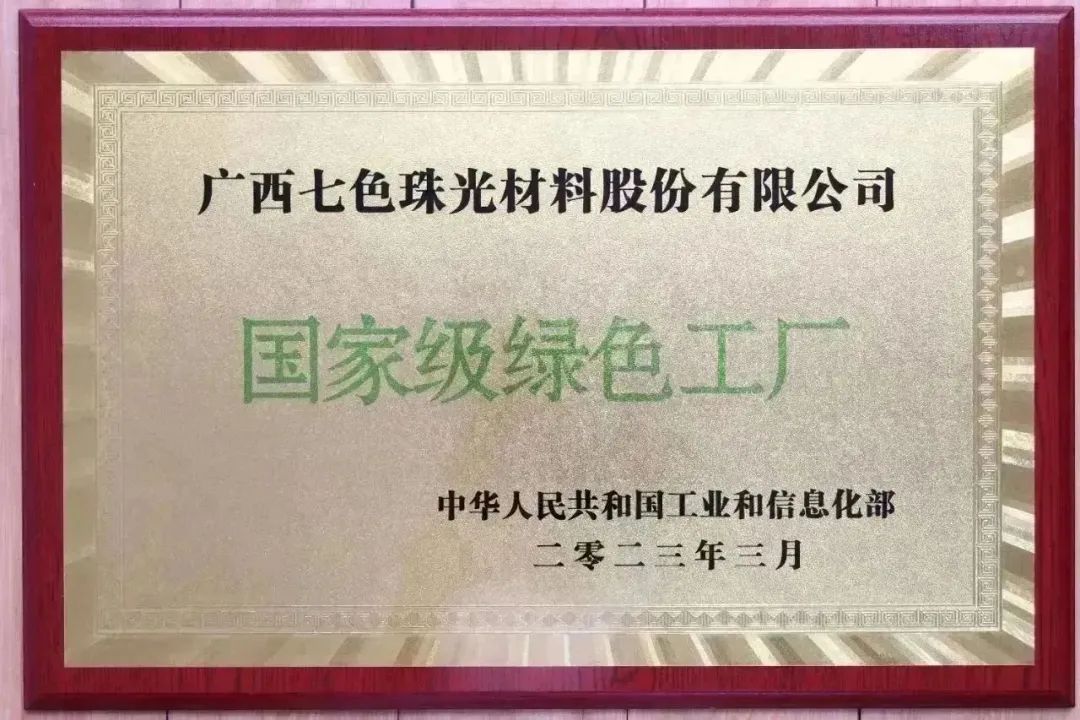 广西七色珠光材料股份有限公司
国家级绿色工厂
中华人民共和国工业和信息化部
二零二三年三月